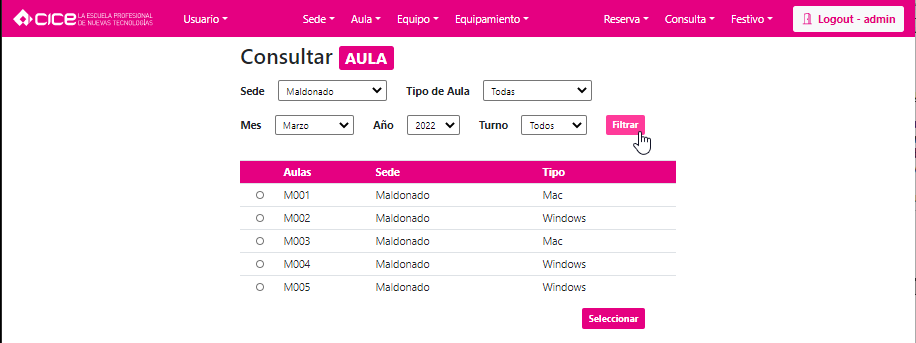 CICE LA ESCUELA PROFESIONAL DE NUEVAS TECNOLOGÍAS Usuario Sede Aula Equipo Equipamiento Reserva Consulta Festivo Logout - admin
Consultar AULA
Sede Maldonado Tipo de Aula Todas
Mes Marzo Año 2022 Turno Todos Filtrar
Aulas Sede Tipo
M001 Maldonado Mac
M002 Maldonado Windows
M003 Maldonado Mac
M004 Maldonado Windows
M005 Maldonado Windows
Seleccionar